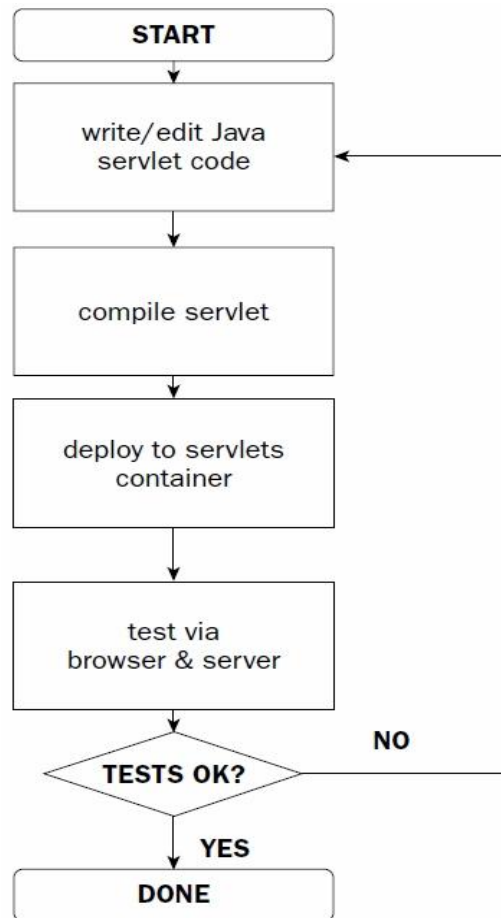 START
write/edit Java
servlet code
compile servlet
deploy to servlets
container
test via
browser & server
NO
TESTS OK?
YES
DONE